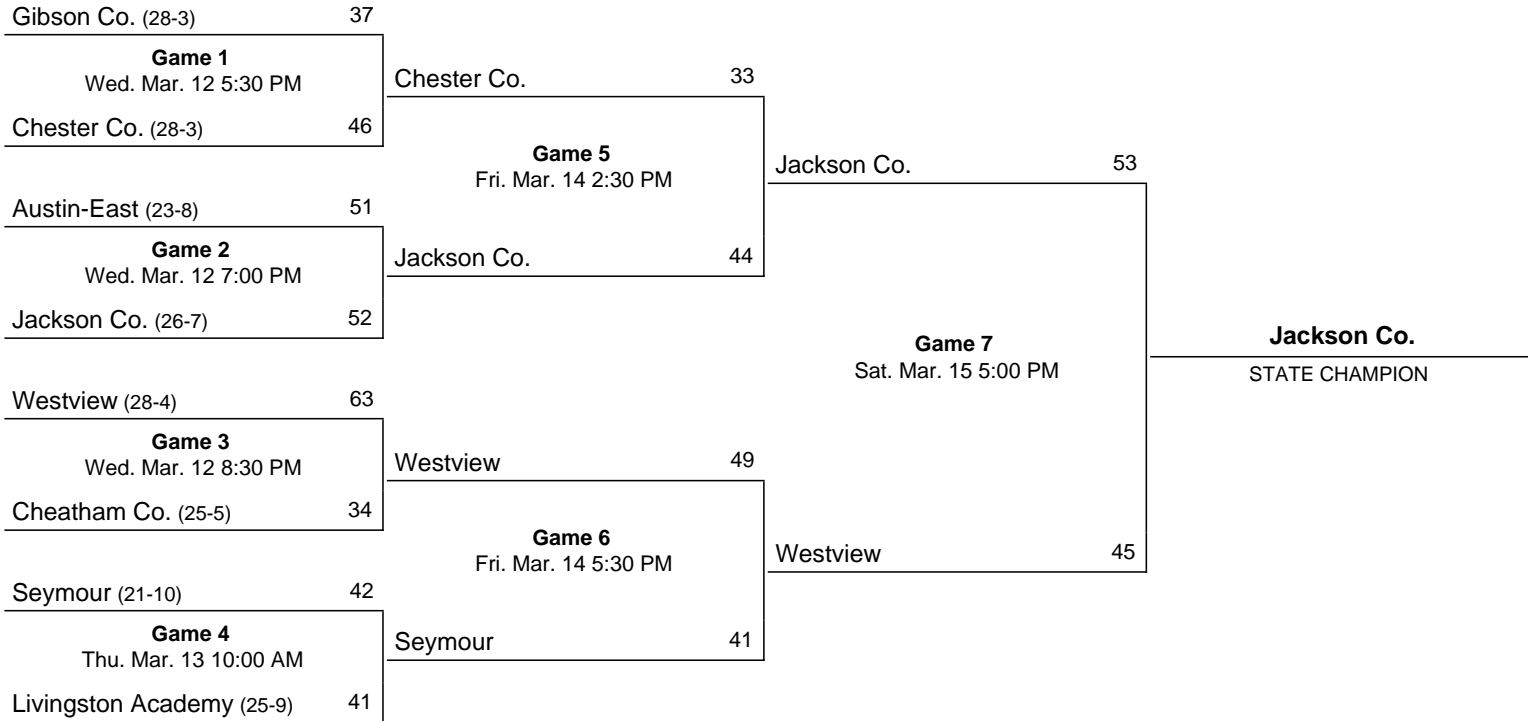 Gibson Co. (28-3) 37
Game 1
Wed. Mar. 12 5:30 PM
Chester Co. (28-3) 46
Austin-East (23-8) 51
Game 2
Wed. Mar. 12 7:00 PM
Jackson Co. (26-7) 52
Westview (28-4) 63
Game 3
Wed. Mar. 12 8:30 PM
Cheatham Co. (25-5) 34
Seymour (21-10) 42
Game 4
Thu. Mar. 13 10:00 AM
Livingston Academy (25-9) 41
Chester Co. 33
Game 5
Fri. Mar. 14 2:30 PM
Jackson Co. 44
Westview 49
Game 6
Fri. Mar. 14 5:30 PM
Seymour 41
Jackson Co. 53
Game 7
Sat. Mar. 15 5:00 PM
Westview 45
Jackson Co.
STATE CHAMPION